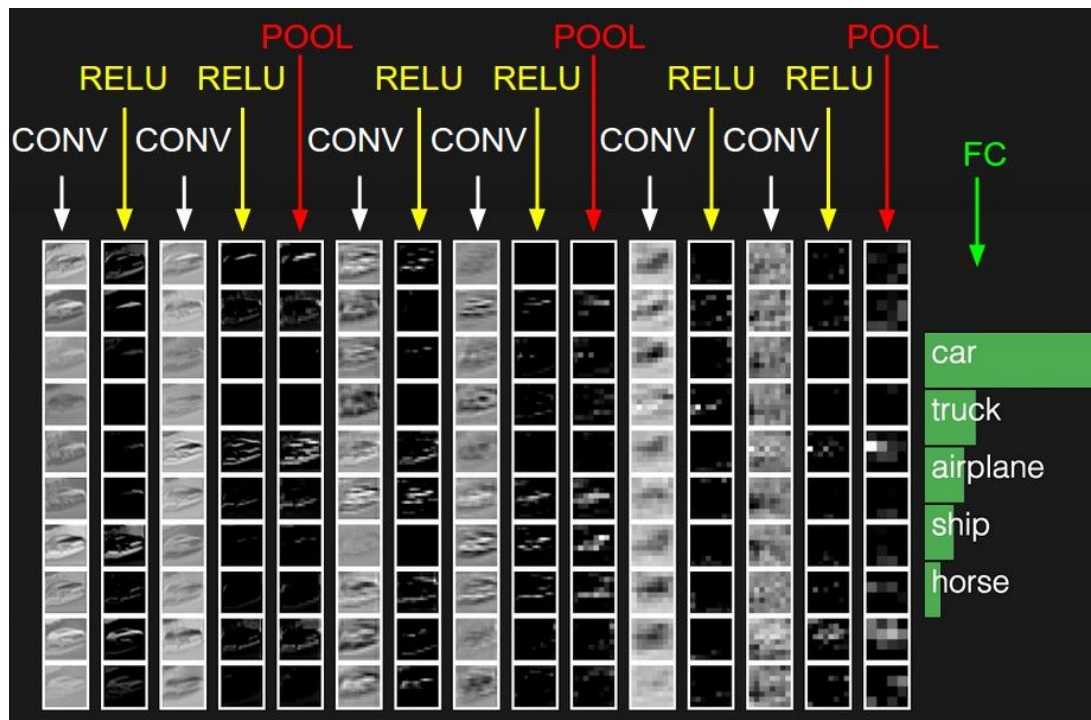 POOL POOL POOL
RELU RELU RELU RELU RELU RELU
CONV CONV CONV CONV CONV CONV
FC
car
truck
airplane
ship
horse